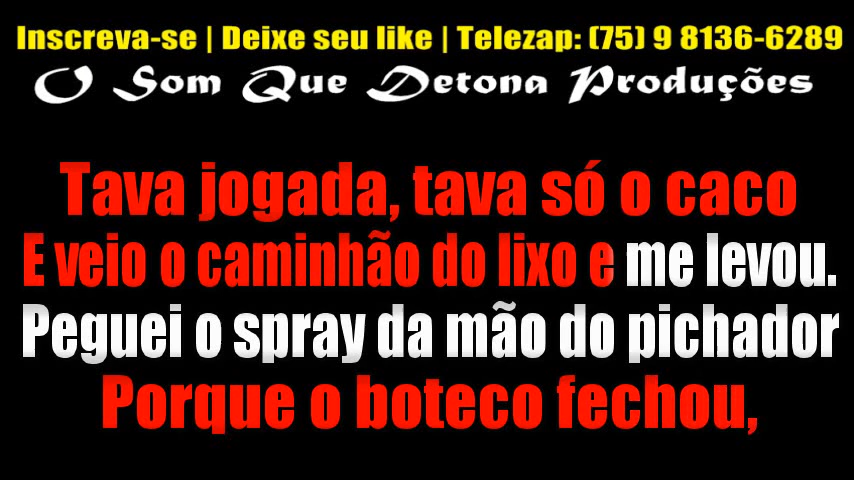 Inscreva-se | Deixe seu like | Telezap: (75) 9 8136-6289
O Som Que Detona Produções
Tava jogada, tava só o caco
E veio o caminhão do lixo e me levou.
Peguei o spray da mão do pichador
Porque o boteco fechou,